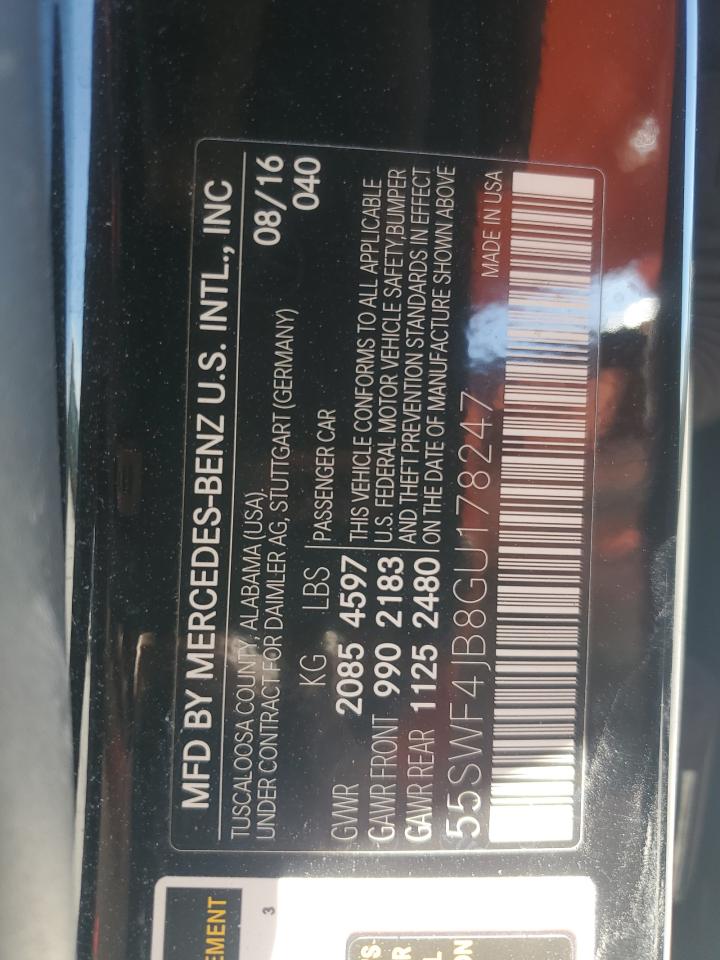 MFD BY MERCEDES-BENZ U.S. INTL., INC
TUSCALOOSA COUNTY, ALABAMA (USA)
UNDER CONTRACT FOR DAIMLER AG, STUTTGART (GERMANY)
08/16
040
KG LBS PASSENGER CAR
GVWR 2085 4597
GAWR FRONT 990 2183
GAWR REAR 1125 2480
THIS VEHICLE CONFORMS TO ALL APPLICABLE
U.S. FEDERAL MOTOR VEHICLE SAFETY,BUMPER
AND THEFT PREVENTION STANDARDS IN EFFECT
ON THE DATE OF MANUFACTURE SHOWN ABOVE
55SWF4JB8GU178247
MADE IN USA
EMENT
3